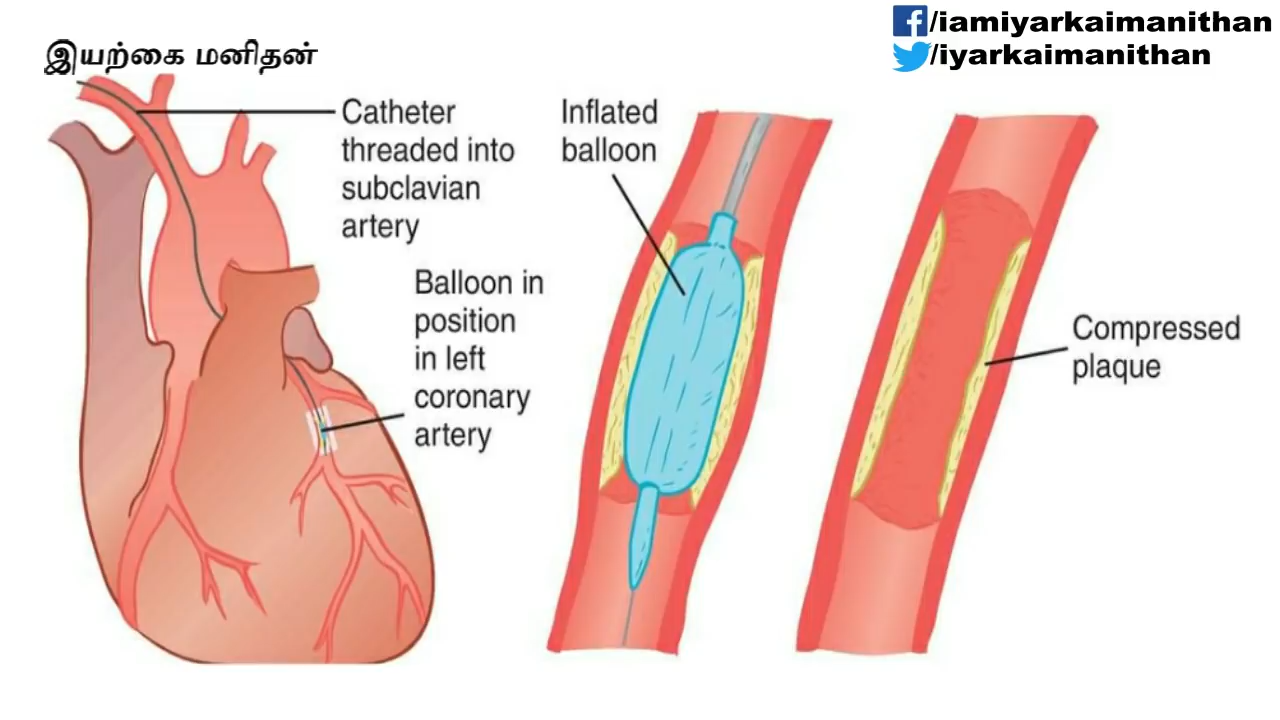 இயற்கை மனிதன்
/iamiyarkaimanithan
/iyarkaimanithan
Catheter
threaded into
subclavian
artery
Balloon in
position
in left
coronary
artery
Inflated
balloon
Compressed
plaque